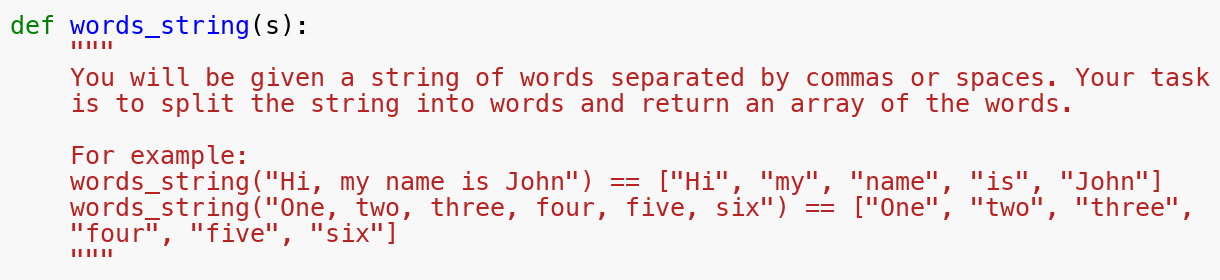 def words_string(s):
    """
    You will be given a string of words separated by commas or spaces. Your task
    is to split the string into words and return an array of the words.

    For example:
    words_string("Hi, my name is John") == ["Hi", "my", "name", "is", "John"]
    words_string("One, two, three, four, five, six") == ["One", "two", "three",
    "four", "five", "six"]
    """